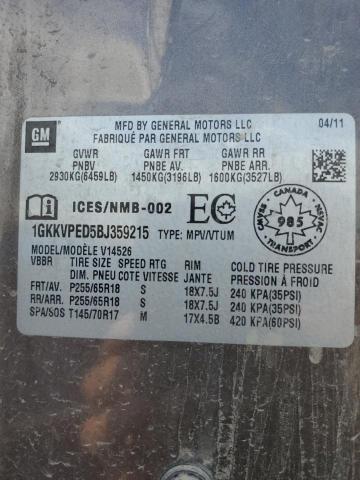 MFD BY GENERAL MOTORS LLC 04/11
FABRIQUÉ PAR GENERAL MOTORS LLC
GM
GVWR GAWR FRT GAWR RR
PNBV PNBE AV. PNBE ARR.
2930KG(6459LB) 1450KG(3196LB) 1600KG(3527LB)
ICES/NMB-002 EC
CANADA
CMVSS 985 NSVAC
1GKKVPED5BJ359215 TYPE: MPV/VTUM
MODEL/MODÈLE V14526
VBBR TIRE SIZE SPEED RTG RIM COLD TIRE PRESSURE
DIM. PNEU COTE VITESSE JANTE PRESSION À FROID
FRT/AV. P255/65R18 S 18X7.5J 240 KPA(35PSI)
RR/ARR. P255/65R18 S 18X7.5J 240 KPA(35PSI)
SPA/SOS T145/70R17 M 17X4.5B 420 KPA(60PSI)